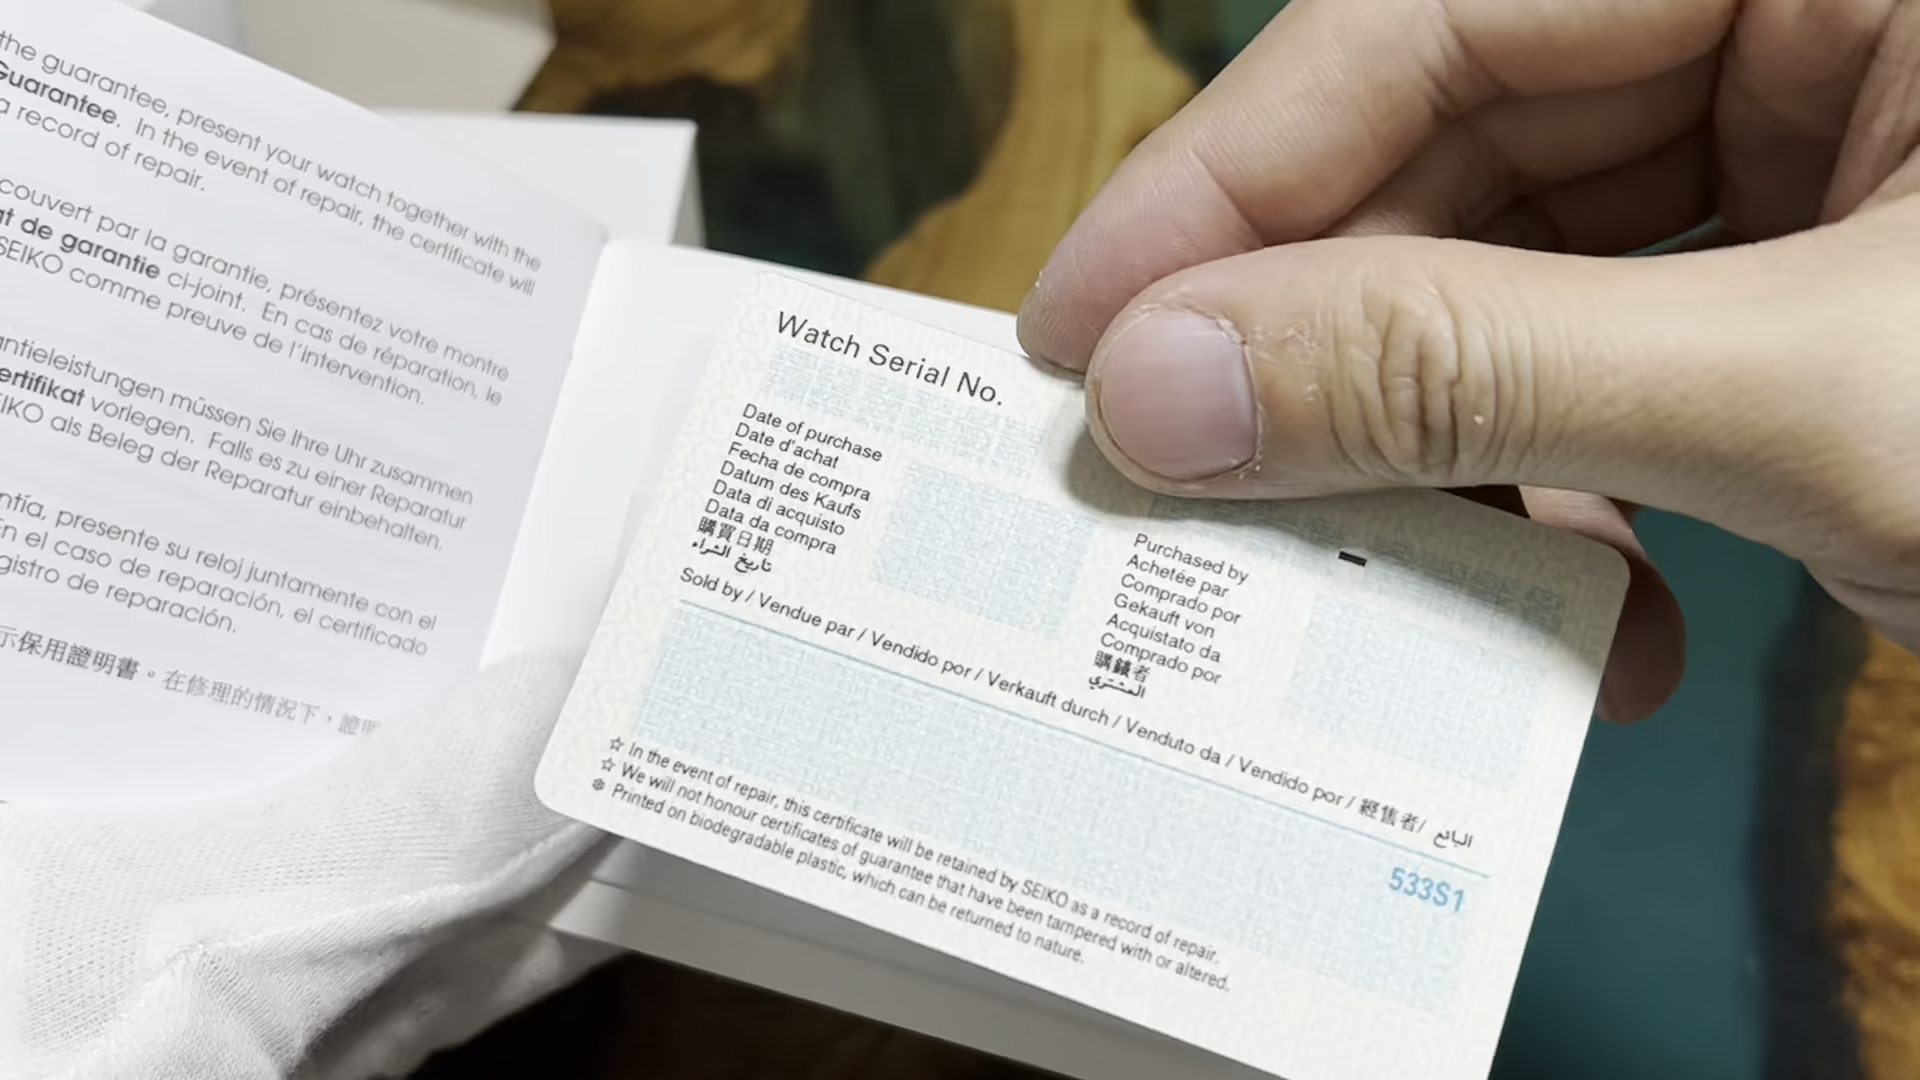 the guarantee, present your watch together with the
Guarantee. In the event of repair, the certificate will
a record of repair.
couvert par la garantie, présentez votre montre
at de garantie ci-joint. En cas de réparation, le
SEIKO comme preuve de l'intervention.
antieleistungen müssen Sie Ihre Uhr zusammen
ertifikat vorlegen. Falls es zu einer Reparatur
EIKO als Beleg der Reparatur einbehalten.
ntía, presente su reloj juntamente con el
En el caso de reparación, el certificado
gistro de reparación.
示保用證明書。在修理的情況下，證明
Watch Serial No.
Date of purchase
Date d'achat
Fecha de compra
Datum des Kaufs
Data di acquisto
Data da compra
購買日期
تاريخ الشراء
Purchased by
Achetée par
Comprado por
Gekauft von
Acquistato da
Comprado por
購錶者
المشتري
Sold by / Vendue par / Vendido por / Verkauft durch / Venduto da / Vendido por / 經售者/ البائع
533S1
☆ In the event of repair, this certificate will be retained by SEIKO as a record of repair.
☆ We will not honour certificates of guarantee that have been tampered with or altered.
❄ Printed on biodegradable plastic, which can be returned to nature.